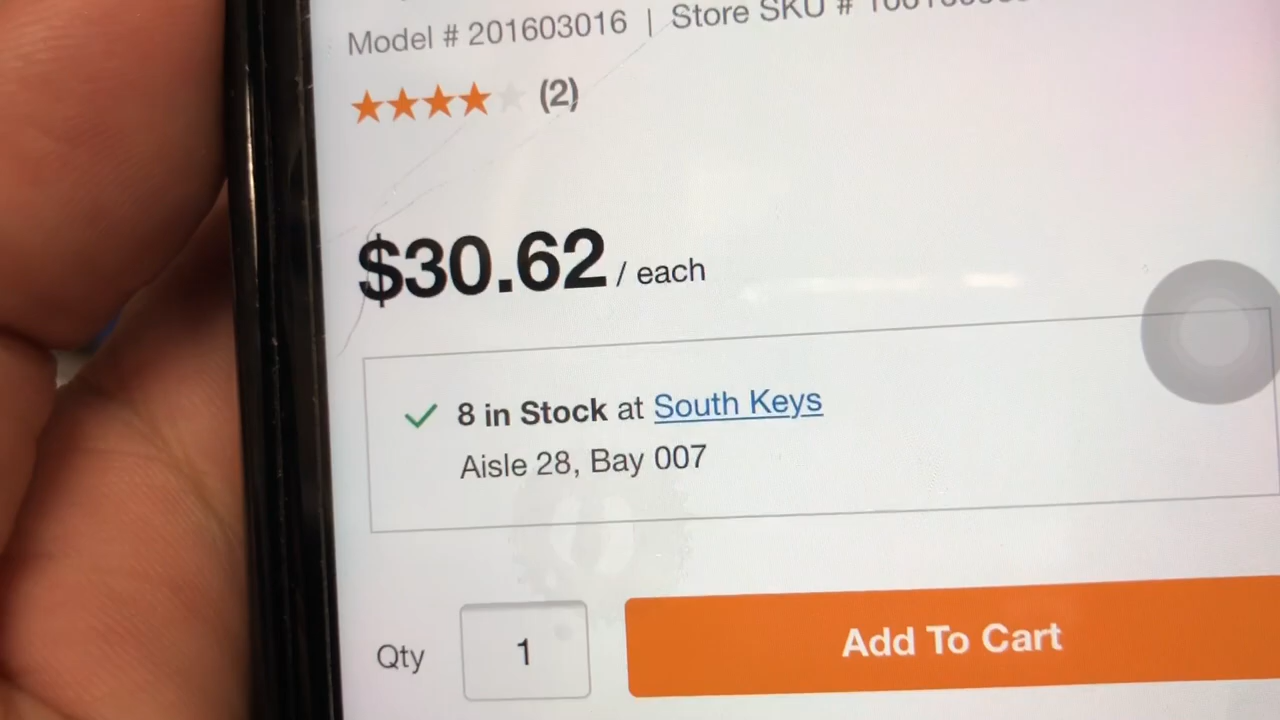 Model # 201603016 | Store SKU #
(2)
$30.62 / each
8 in Stock at South Keys
Aisle 28, Bay 007
Qty 1 Add To Cart